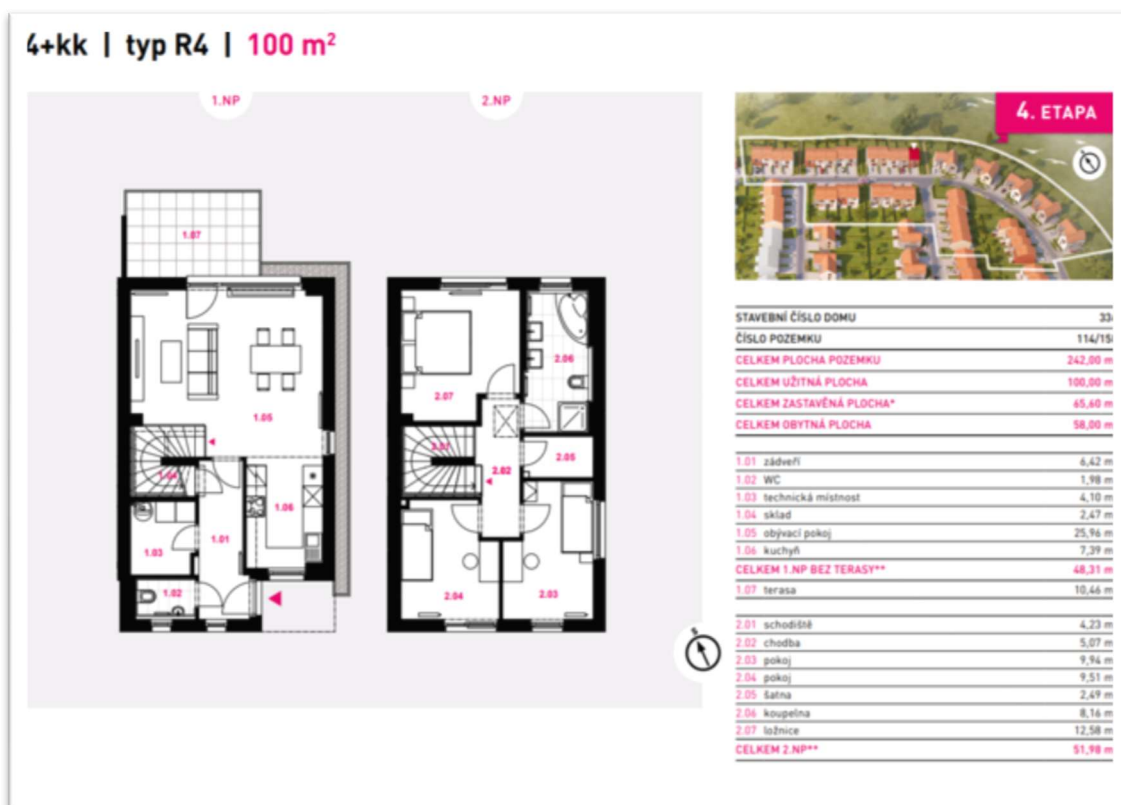 4+kk | typ R4 | 100 m²
1.NP
2.NP
4. ETAPA
1.07
1.05
1.04
1.06
1.03
1.01
1.02
2.06
2.07
2.05
2.01
2.02
2.04
2.03
S
STAVEBNÍ ČÍSLO DOMU
ČÍSLO POZEMKU 114/15
CELKEM PLOCHA POZEMKU 242,00 m
CELKEM UŽITNÁ PLOCHA 100,00 m
CELKEM ZASTAVĚNÁ PLOCHA* 65,60 m
CELKEM OBYTNÁ PLOCHA 58,00 m
1.01 zádveří 6,42 m
1.02 WC 1,98 m
1.03 technická místnost 4,10 m
1.04 sklad 2,47 m
1.05 obývací pokoj 25,96 m
1.06 kuchyň 7,39 m
CELKEM 1.NP BEZ TERASY** 48,31 m
1.07 terasa 10,46 m
2.01 schodiště 4,23 m
2.02 chodba 5,07 m
2.03 pokoj 9,94 m
2.04 pokoj 9,51 m
2.05 šatna 2,49 m
2.06 koupelna 8,16 m
2.07 ložnice 12,58 m
CELKEM 2.NP** 51,98 m